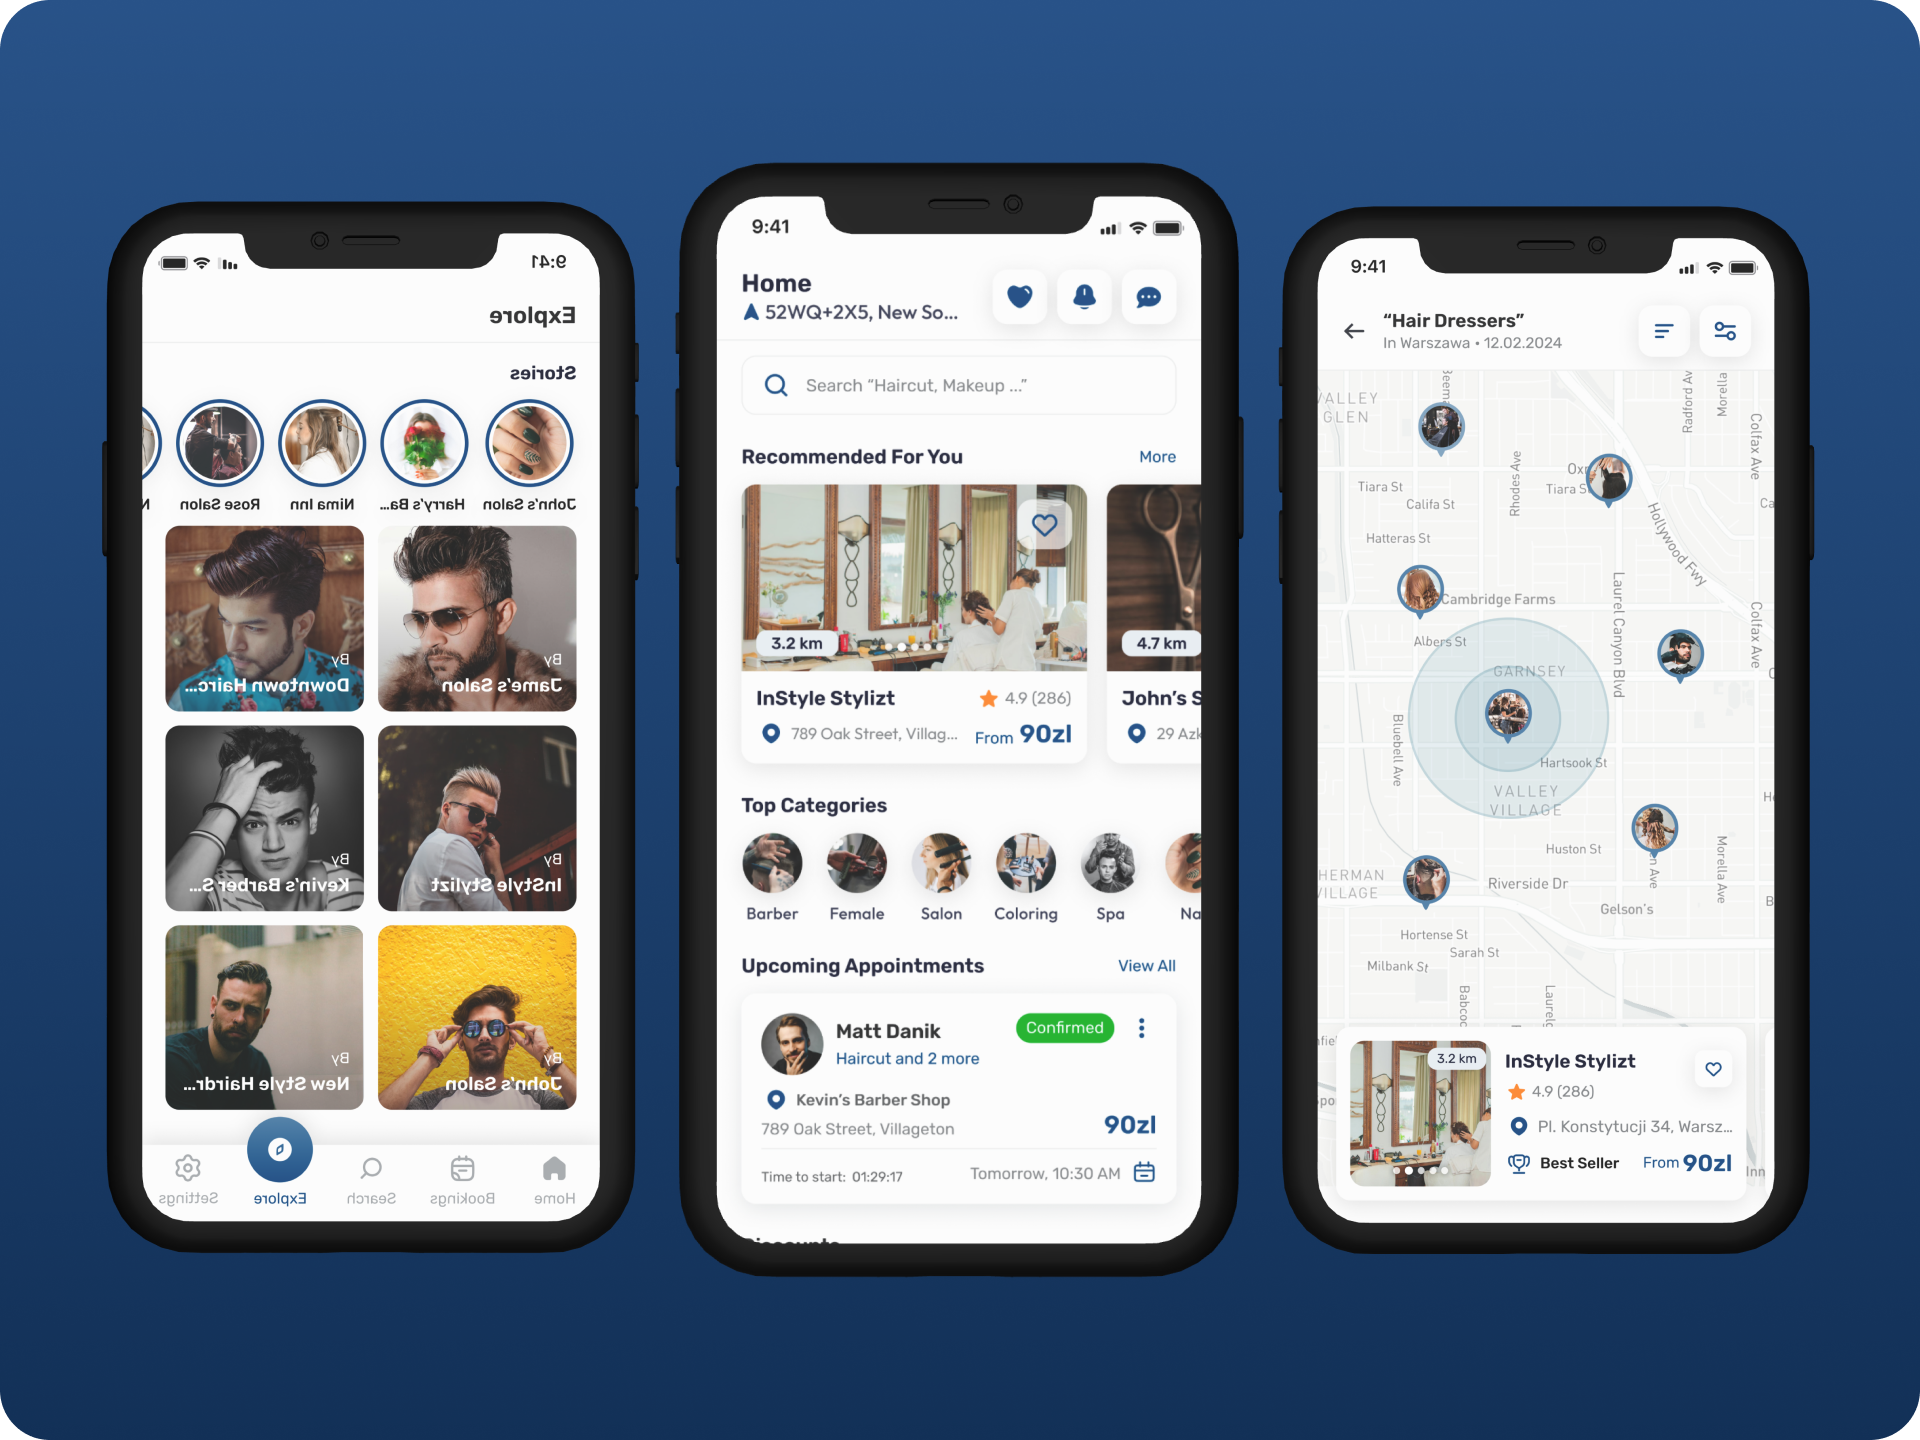 9:41
Explore
Stories
John's Salon
Harry's Ba...
Nima Inn
Rose Salon
N
By
Jame's Salon
By
Downtown Hairc...
By
InStyle Stylizt
By
Kevin's Barber S...
By
John's Salon
By
New Style Hairdr...
Home
Bookings
Search
Explore
Settings
9:41
Home
52WQ+2X5, New So...
Search “Haircut, Makeup ...”
Recommended For You
More
3.2 km
InStyle Stylizt
4.9 (286)
789 Oak Street, Villag...
From 90zl
4.7 km
John's S
29 Azk
Top Categories
Barber
Female
Salon
Coloring
Spa
Na
Upcoming Appointments
View All
Matt Danik
Confirmed
Haircut and 2 more
Kevin's Barber Shop
789 Oak Street, Villageton
90zl
Time to start: 01:29:17
Tomorrow, 10:30 AM
Discounts
9:41
“Hair Dressers”
In Warszawa • 12.02.2024
VALLEY
GLEN
Beem
Radford Av
Morella
Colfax Ave
Rhodes Ave
Oxn
Tiara St
Tiara S
Califa St
Ca
Hatteras St
Hollywood Fwy
Laurel Canyon Blvd
Cambridge Farms
Colfax Ave
Albers St
GARNSEY
Bluebell Ave
Hartsook St
VALLEY
VILLAGE
Huston St
n Ave
Morella Ave
HERMAN
VILLAGE
Riverside Dr
Gelson's
Hortense St
Sarah St
Milbank St
Baboc
Laurelg
3.2 km
InStyle Stylizt
4.9 (286)
Pl. Konstytucji 34, Warsz...
Best Seller
From 90zl
Inn